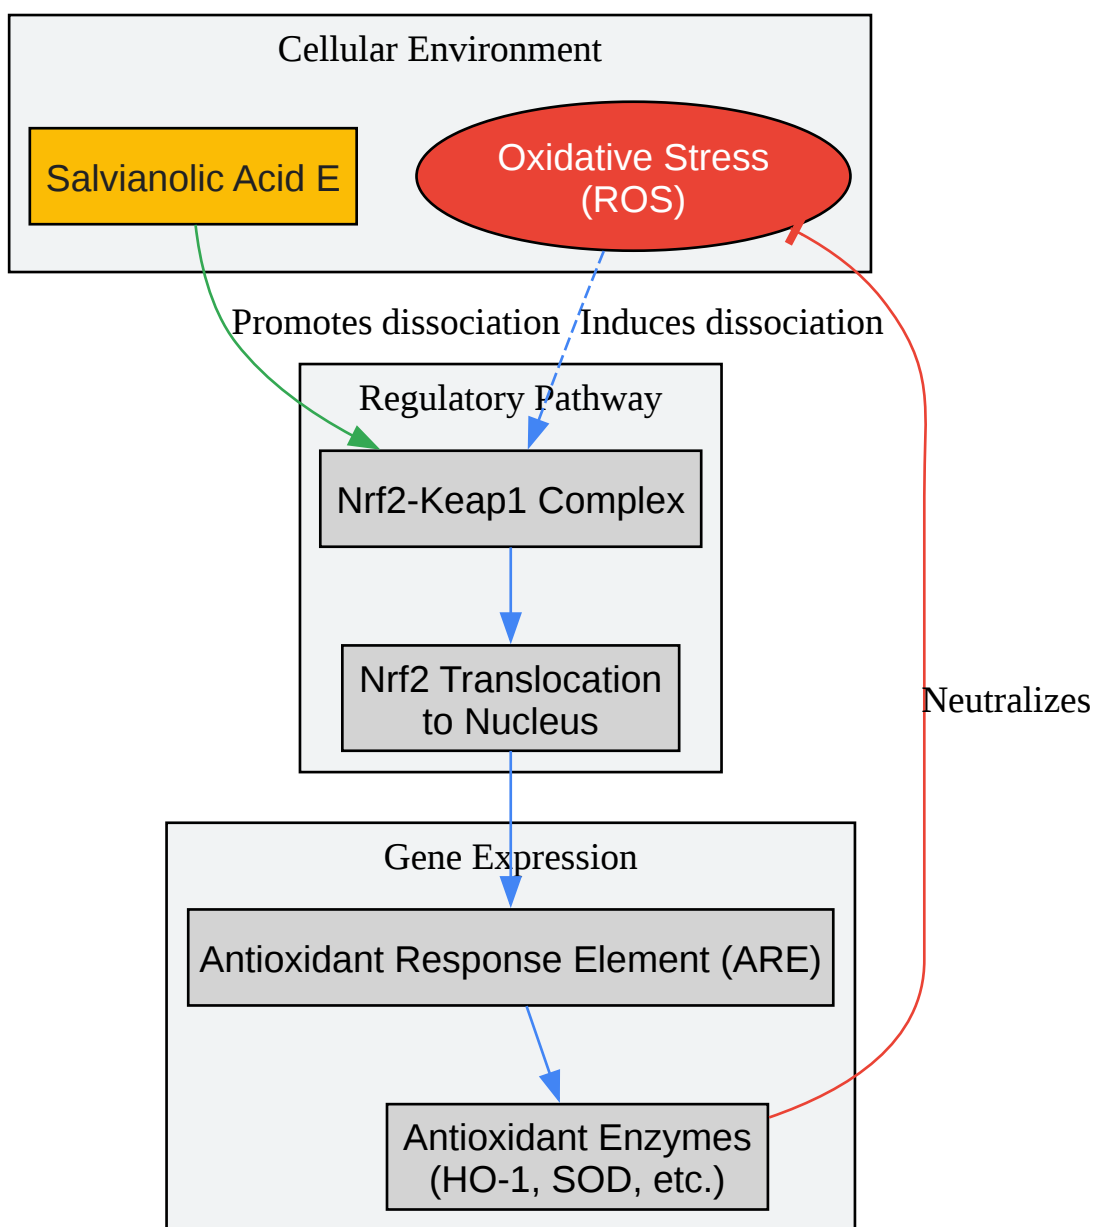 Cellular Environment
Salvianolic Acid E
Oxidative Stress
(ROS)
Promotes dissociation
Induces dissociation
Regulatory Pathway
Nrf2-Keap1 Complex
Nrf2 Translocation
to Nucleus
Neutralizes
Gene Expression
Antioxidant Response Element (ARE)
Antioxidant Enzymes
(HO-1, SOD, etc.)